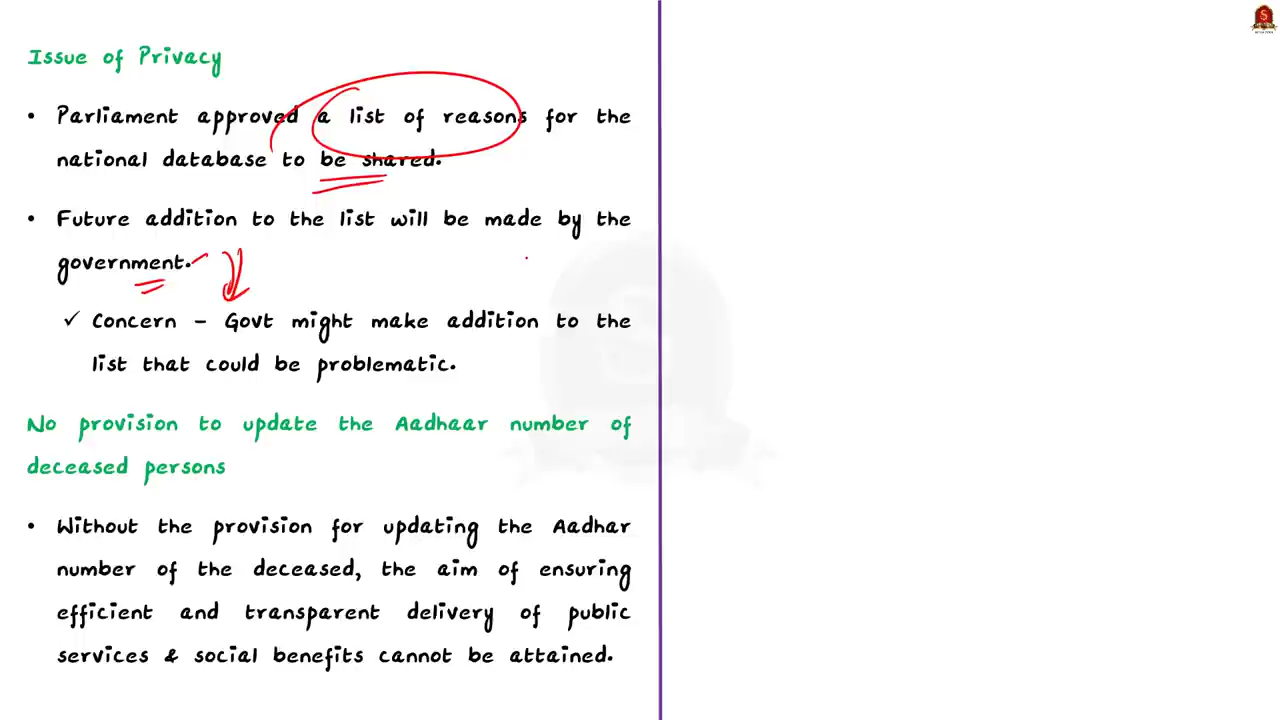 Issue of Privacy
• Parliament approved a list of reasons for the
national database to be shared.
• Future addition to the list will be made by the
government.
✓ Concern - Govt might make addition to the
list that could be problematic.
No provision to update the Aadhaar number of
deceased persons
• Without the provision for updating the Aadhar
number of the deceased, the aim of ensuring
efficient and transparent delivery of public
services & social benefits cannot be attained.